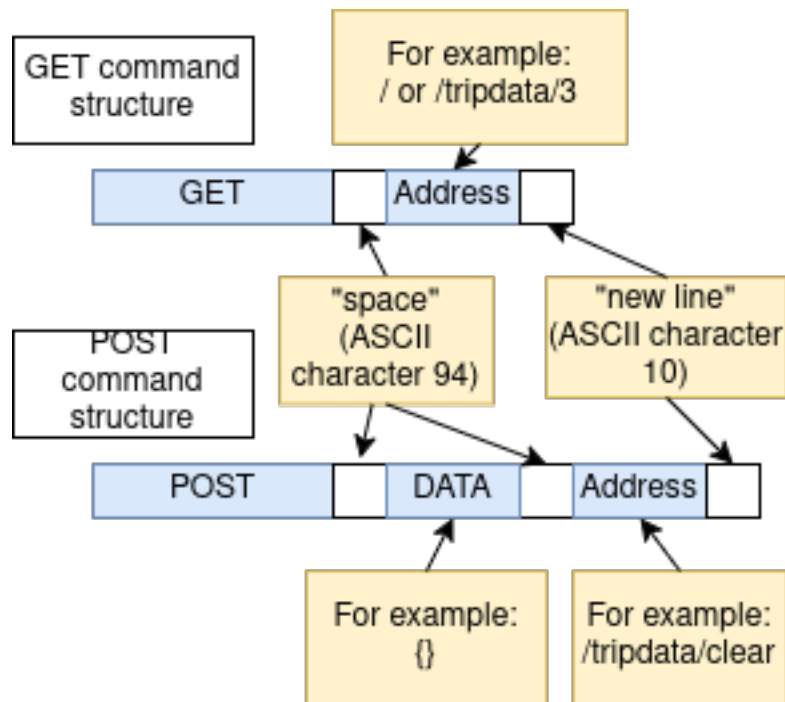 GET command
structure
For example:
/ or /tripdata/3
GET
Address
"space"
(ASCII
character 94)
"new line"
(ASCII character
10)
POST
command
structure
POST
DATA
Address
For example:
{}
For example:
/tripdata/clear